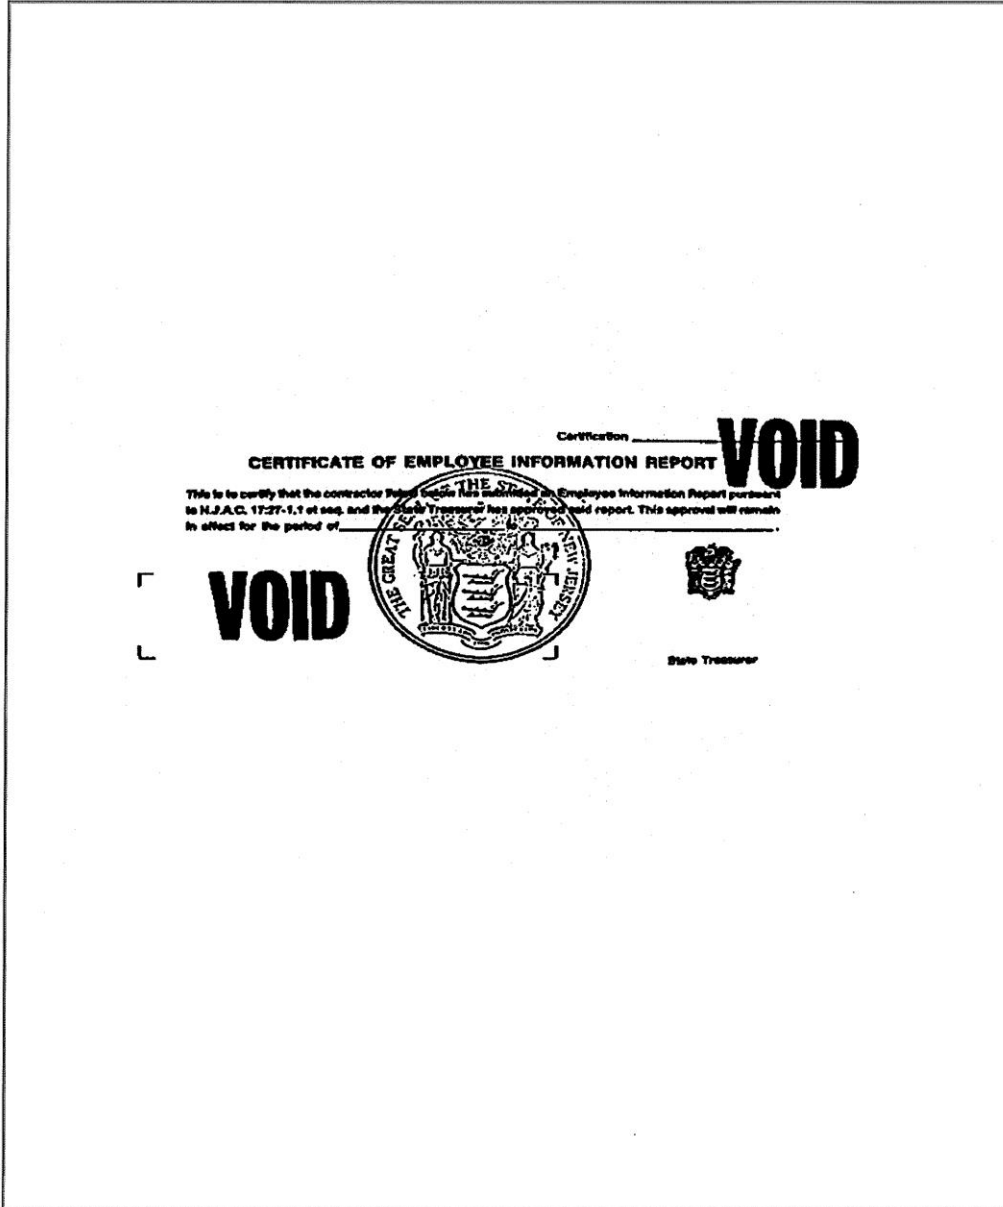 Certification
VOID
CERTIFICATE OF EMPLOYEE INFORMATION REPORT
This is to certify that the contractor listed below has submitted an Employee Information Report pursuant
to N.J.A.C. 17:27-1.1 et seq. and the State Treasurer has approved said report. This approval will remain
in effect for the period of to .
THE GREAT SEAL OF THE STATE OF NEW JERSEY
VOID
State Treasurer